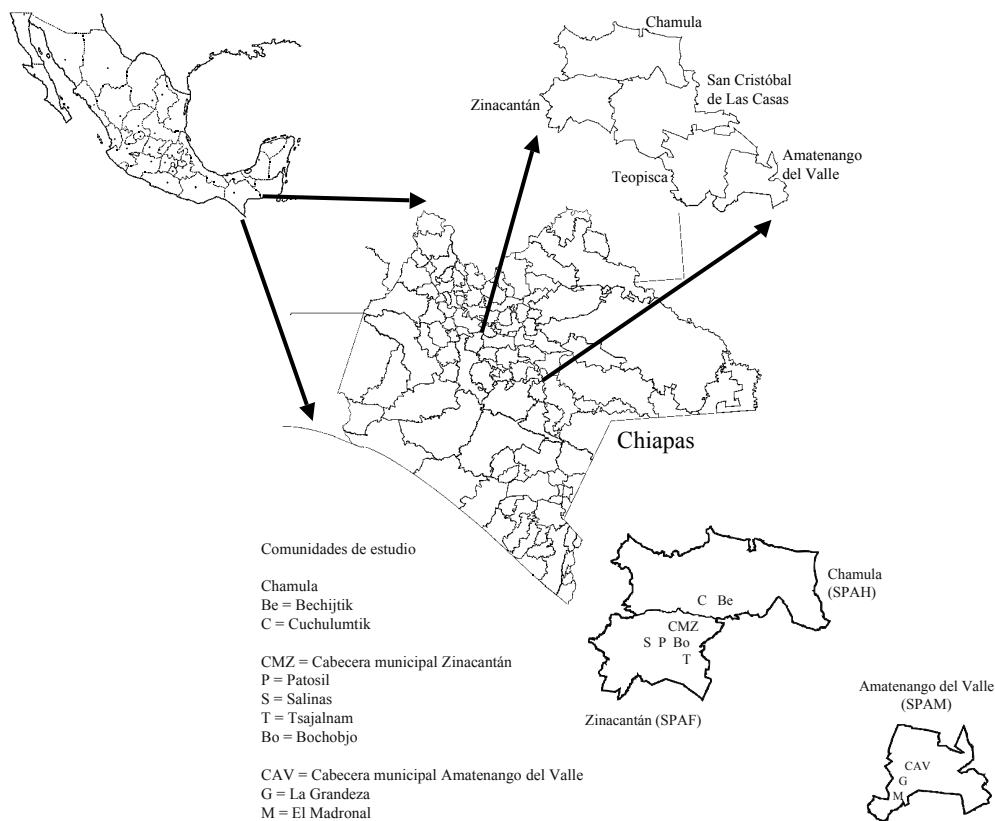 Chamula
San Cristóbal
de Las Casas
Zinacantán
Amatenango
del Valle
Teopisca
Chiapas
Comunidades de estudio
Chamula
Be = Bechijtik
C = Cuchulumtik
CMZ = Cabecera municipal Zinacantán
P = Patosil
S = Salinas
T = Tsajalnam
Bo = Bochobjo
CAV = Cabecera municipal Amatenango del Valle
G = La Grandeza
M = El Madronal
Chamula
(SPAH)
C Be
CMZ
S P Bo
T
Zinacantán (SPAF)
Amatenango del Valle
(SPAM)
CAV
G
M